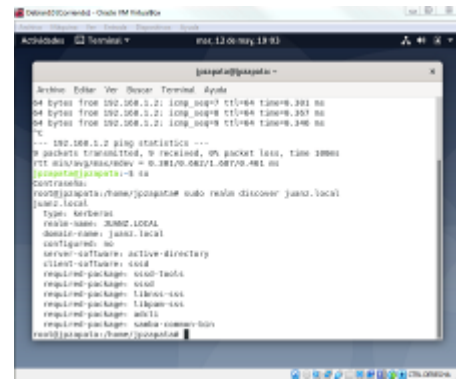 Actividades Terminal mar, 12 de may, 19:03
jpzapata@jpzapata: ~
Archivo Editar Ver Buscar Terminal Ayuda
64 bytes from 192.168.1.2: icmp_seq=7 ttl=64 time=0.381 ms
64 bytes from 192.168.1.2: icmp_seq=8 ttl=64 time=0.367 ms
64 bytes from 192.168.1.2: icmp_seq=9 ttl=64 time=0.340 ms
^C
--- 192.168.1.2 ping statistics ---
9 packets transmitted, 9 received, 0% packet loss, time
rtt min/avg/max/mdev =
jpzapata@jpzapata:~$ su
Contraseña:
root@jpzapata:/home/jpzapata# sudo realm discover juanz.local
juanz.local
type: kerberos
realm-name: JUANZ.LOCAL
domain-name: juanz.local
configured: no
server-software: active-directory
client-software: sssd
required-package: sssd-tools
required-package: sssd
required-package: libnss-sss
required-package: libpam-sss
required-package: adcli
required-package: samba-common-bin
root@jpzapata:/home/jpzapata#